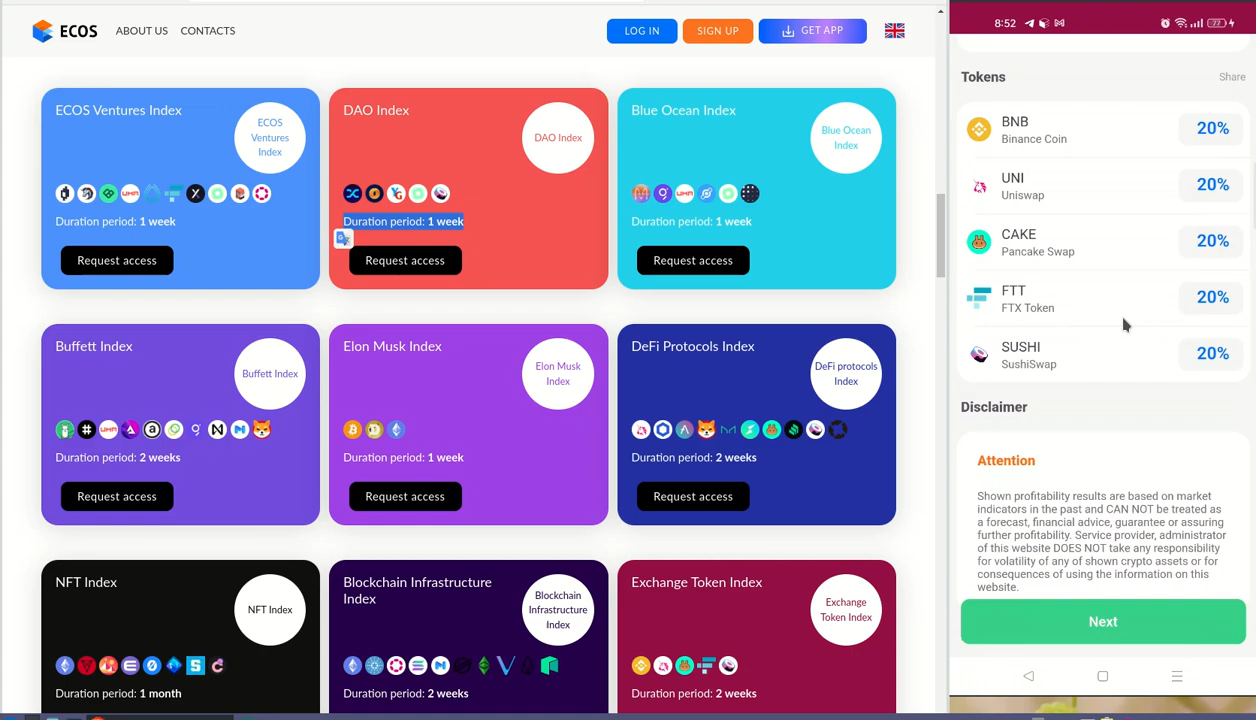 ECOS
ABOUT US
CONTACTS
LOG IN
SIGN UP
GET APP
ECOS Ventures Index
ECOS
Ventures
Index
Duration period: 1 week
Request access
DAO Index
DAO Index
Duration period: 1 week
Request access
Blue Ocean Index
Blue Ocean
Index
Duration period: 1 week
Request access
Buffett Index
Buffett Index
Duration period: 2 weeks
Request access
Elon Musk Index
Elon Musk
Index
Duration period: 1 week
Request access
DeFi Protocols Index
DeFi protocols
Index
Duration period: 2 weeks
Request access
NFT Index
NFT Index
Duration period: 1 month
Blockchain Infrastructure
Index
Blockchain
Infrastructure
Index
Duration period: 2 weeks
Exchange Token Index
Exchange
Token Index
Duration period: 2 weeks
8:52
77
Tokens
Share
BNB
Binance Coin
20%
UNI
Uniswap
20%
CAKE
Pancake Swap
20%
FTT
FTX Token
20%
SUSHI
SushiSwap
20%
Disclaimer
Attention
Shown profitability results are based on market
indicators in the past and CAN NOT be treated as
a forecast, financial advice, guarantee or assuring
further profitability. Service provider, administrator
of this website DOES NOT take any responsibility
for volatility of any of shown crypto assets or for
consequences of using the information on this
website.
Next